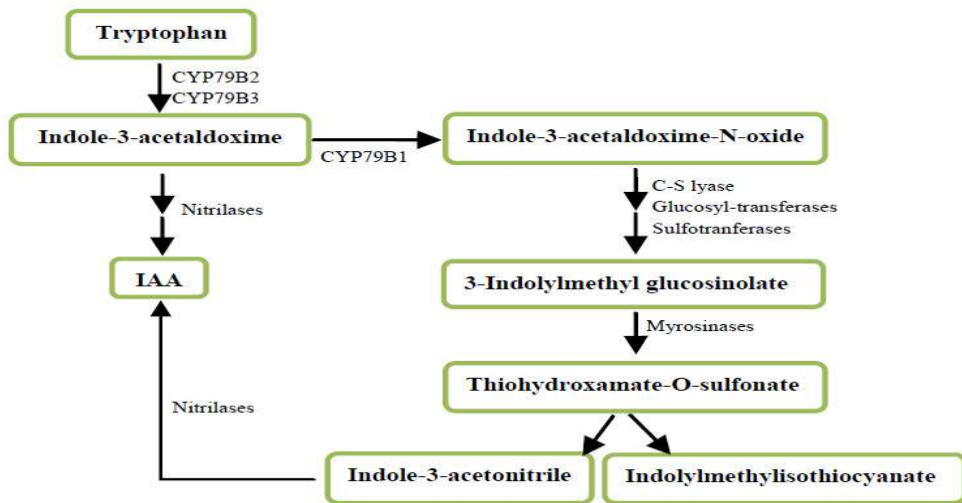 Tryptophan
CYP79B2
CYP79B3
Indole-3-acetaldoxime
CYP79B1
Indole-3-acetaldoxime-N-oxide
Nitrilases
C-S lyase
Glucosyl-transferases
Sulfotranferases
IAA
3-Indolylmethyl glucosinolate
Myrosinases
Thiohydroxamate-O-sulfonate
Nitrilases
Indole-3-acetonitrile
Indolylmethylisothiocyanate